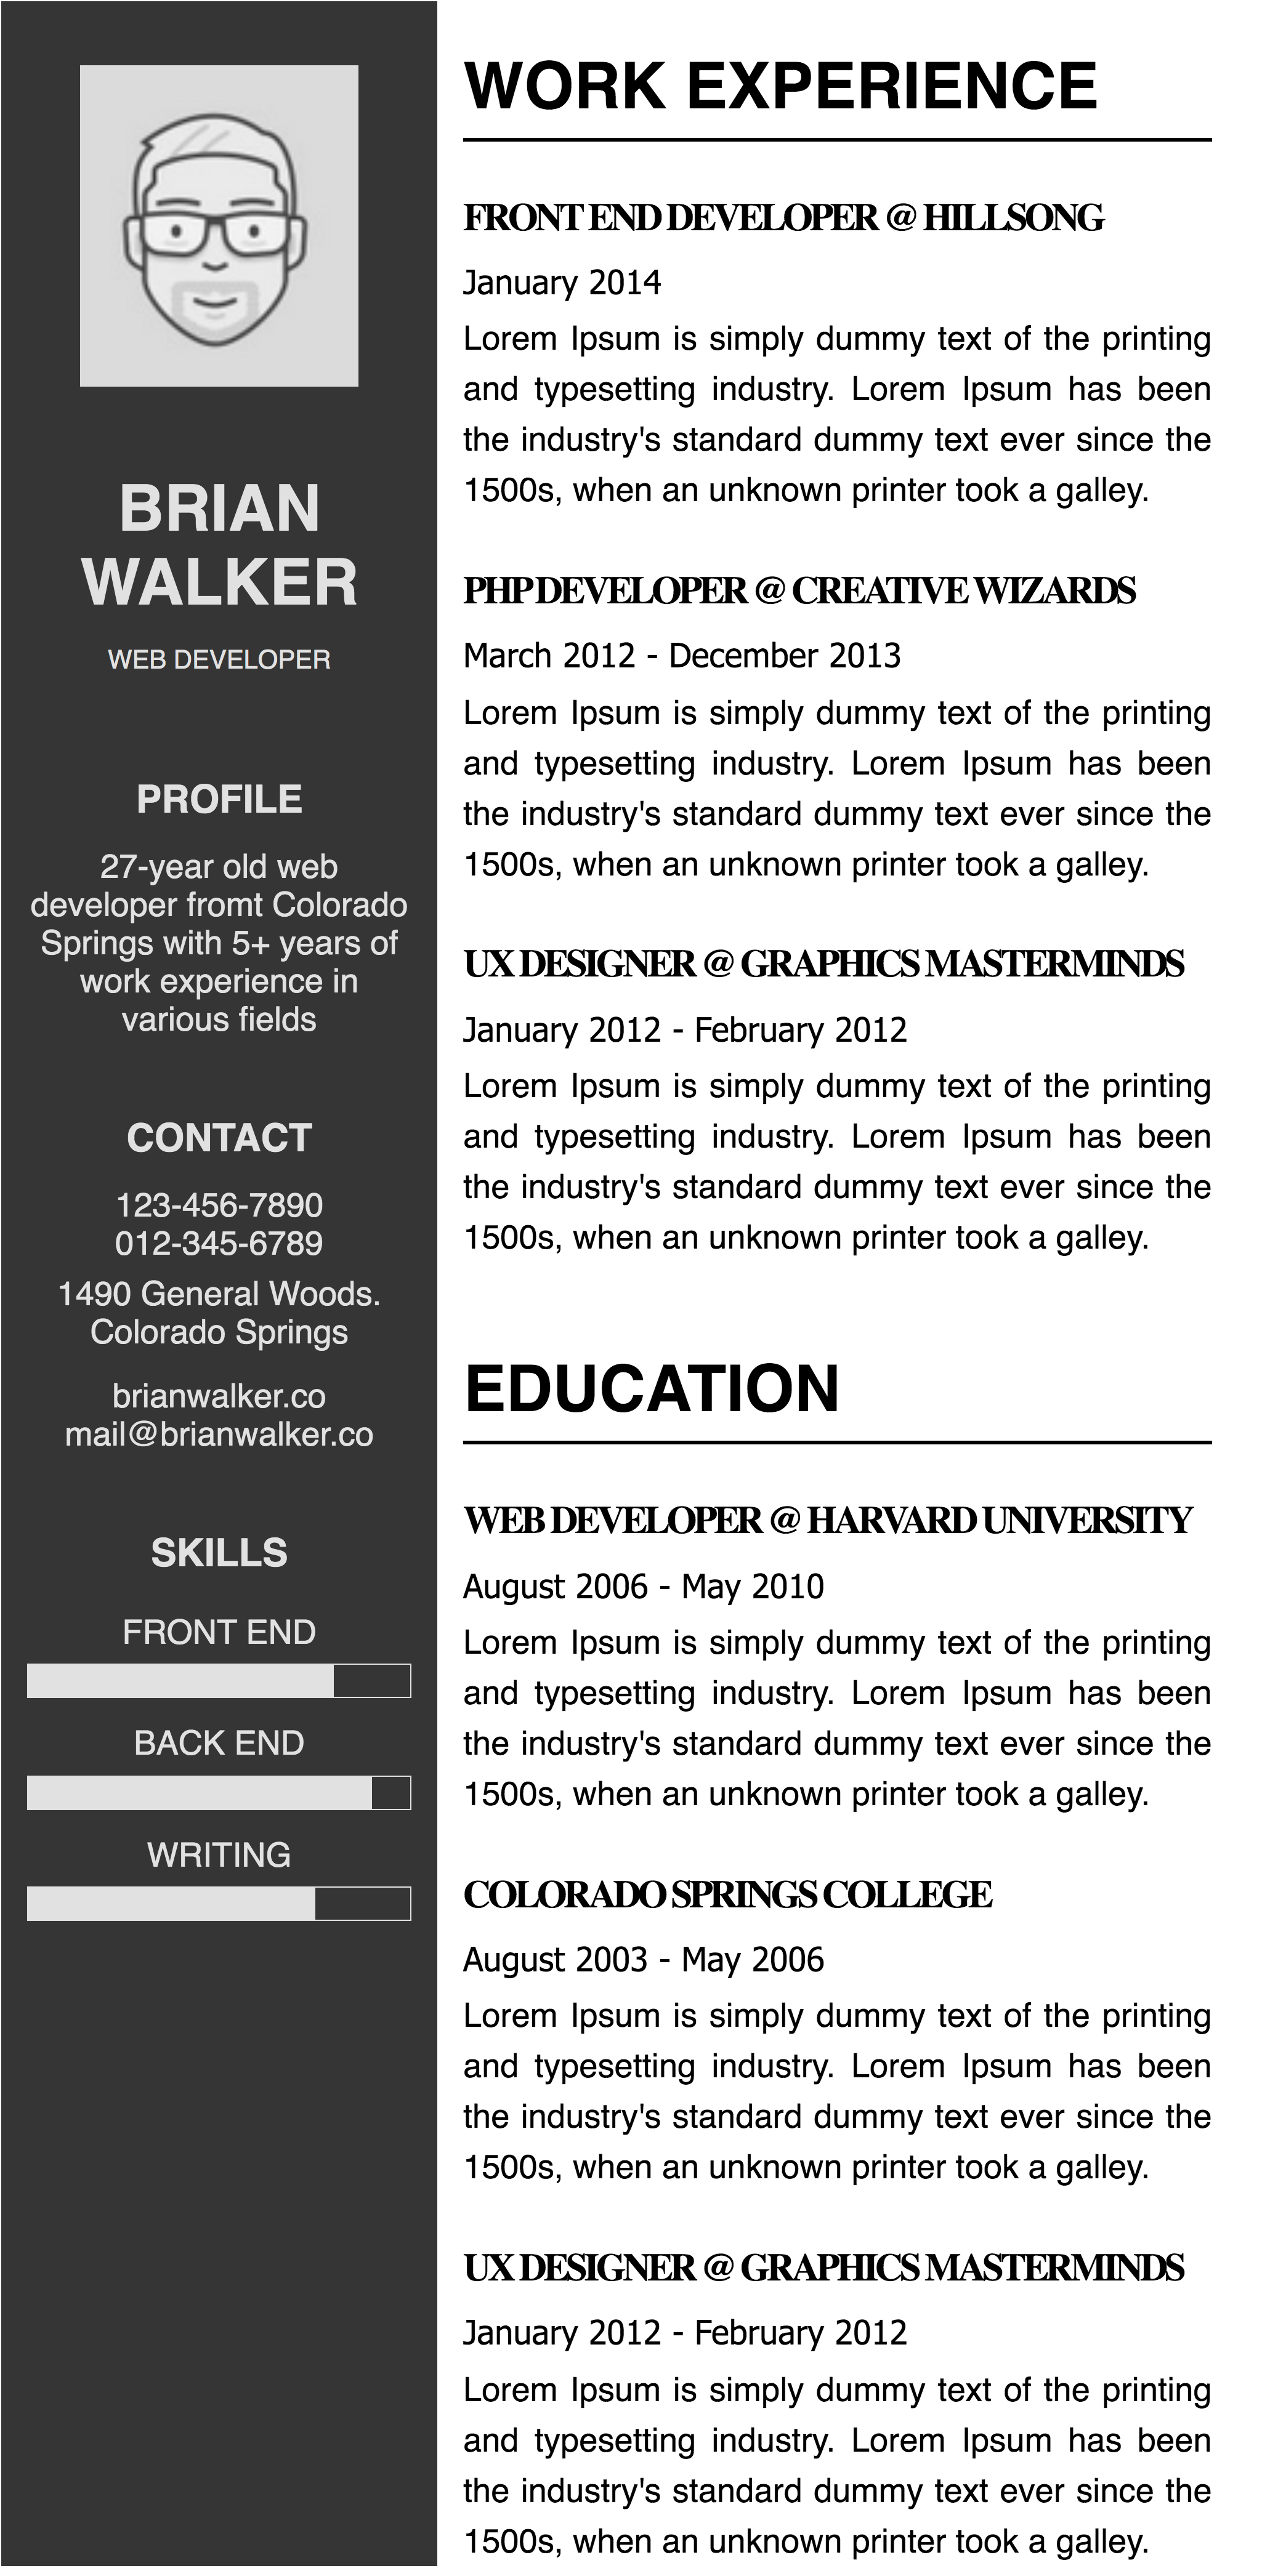 BRIAN
WALKER
WEB DEVELOPER
PROFILE
27-year old web
developer fromt Colorado
Springs with 5+ years of
work experience in
various fields
CONTACT
123-456-7890
012-345-6789
1490 General Woods.
Colorado Springs
brianwalker.co
mail@brianwalker.co
SKILLS
FRONT END
BACK END
WRITING
WORK EXPERIENCE
FRONT END DEVELOPER @ HILLSONG
January 2014
Lorem Ipsum is simply dummy text of the printing
and typesetting industry. Lorem Ipsum has been
the industry's standard dummy text ever since the
1500s, when an unknown printer took a galley.
PHP DEVELOPER @ CREATIVE WIZARDS
March 2012 - December 2013
Lorem Ipsum is simply dummy text of the printing
and typesetting industry. Lorem Ipsum has been
the industry's standard dummy text ever since the
1500s, when an unknown printer took a galley.
UX DESIGNER @ GRAPHICS MASTERMINDS
January 2012 - February 2012
Lorem Ipsum is simply dummy text of the printing
and typesetting industry. Lorem Ipsum has been
the industry's standard dummy text ever since the
1500s, when an unknown printer took a galley.
EDUCATION
WEB DEVELOPER @ HARVARD UNIVERSITY
August 2006 - May 2010
Lorem Ipsum is simply dummy text of the printing
and typesetting industry. Lorem Ipsum has been
the industry's standard dummy text ever since the
1500s, when an unknown printer took a galley.
COLORADO SPRINGS COLLEGE
August 2003 - May 2006
Lorem Ipsum is simply dummy text of the printing
and typesetting industry. Lorem Ipsum has been
the industry's standard dummy text ever since the
1500s, when an unknown printer took a galley.
UX DESIGNER @ GRAPHICS MASTERMINDS
January 2012 - February 2012
Lorem Ipsum is simply dummy text of the printing
and typesetting industry. Lorem Ipsum has been
the industry's standard dummy text ever since the
1500s, when an unknown printer took a galley.